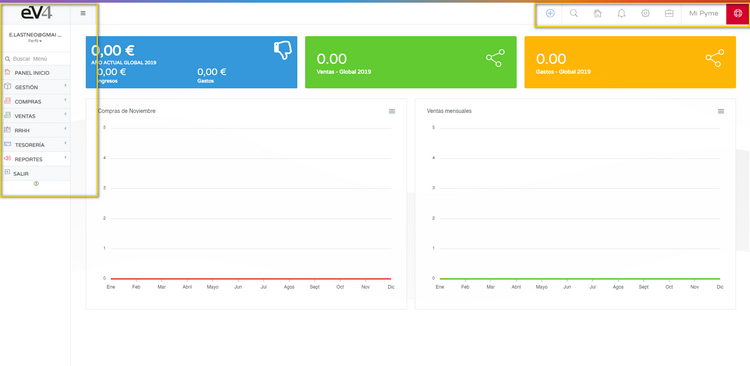 eV4
E.LASTNEO@GMAI ...
Perfil
Buscar Menú
PANEL INICIO
GESTIÓN
COMPRAS
VENTAS
RRHH
TESORERÍA
REPORTES
SALIR
Mi Pyme
0,00 €
AÑO ACTUAL GLOBAL 2019
0,00 € 0,00 €
Ingresos Gastos
0.00
Ventas - Global 2019
0.00
Gastos - Global 2019
Compras de Noviembre
5
4
3
2
1
0
Ene Feb Mar Abril Mayo Jun Jul Agos Sept Oct Nov Dic
Ventas mensuales
5
4
3
2
1
0
Ene Feb Mar Abril Mayo Jun Jul Agos Sept Oct Nov Dic